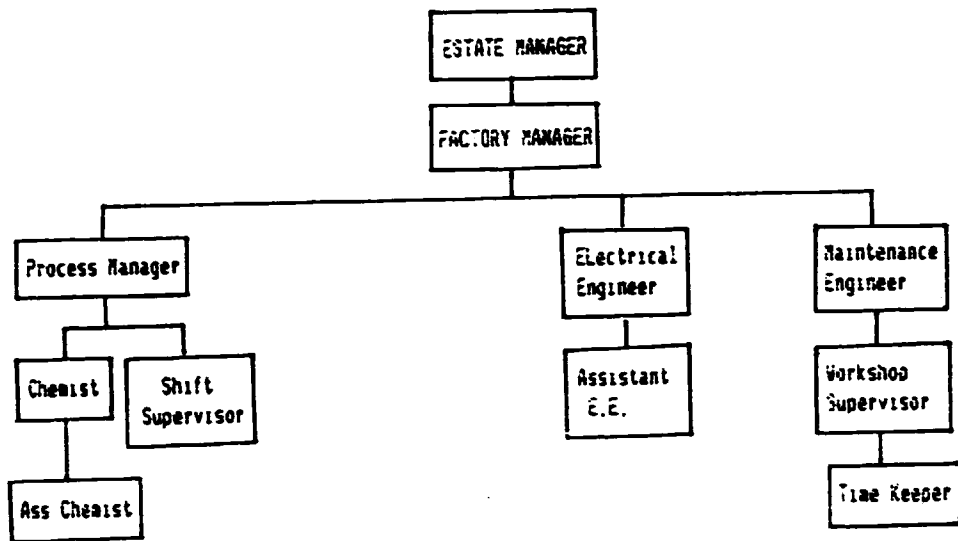 ESTATE MANAGER
FACTORY MANAGER
Process Manager
ELectrical
Engineer
Maintenance
Engineer
Chemist
Shift
Supervisor
Assistant
E.E.
Workshop
Supervisor
Ass Chemist
Time Keeper